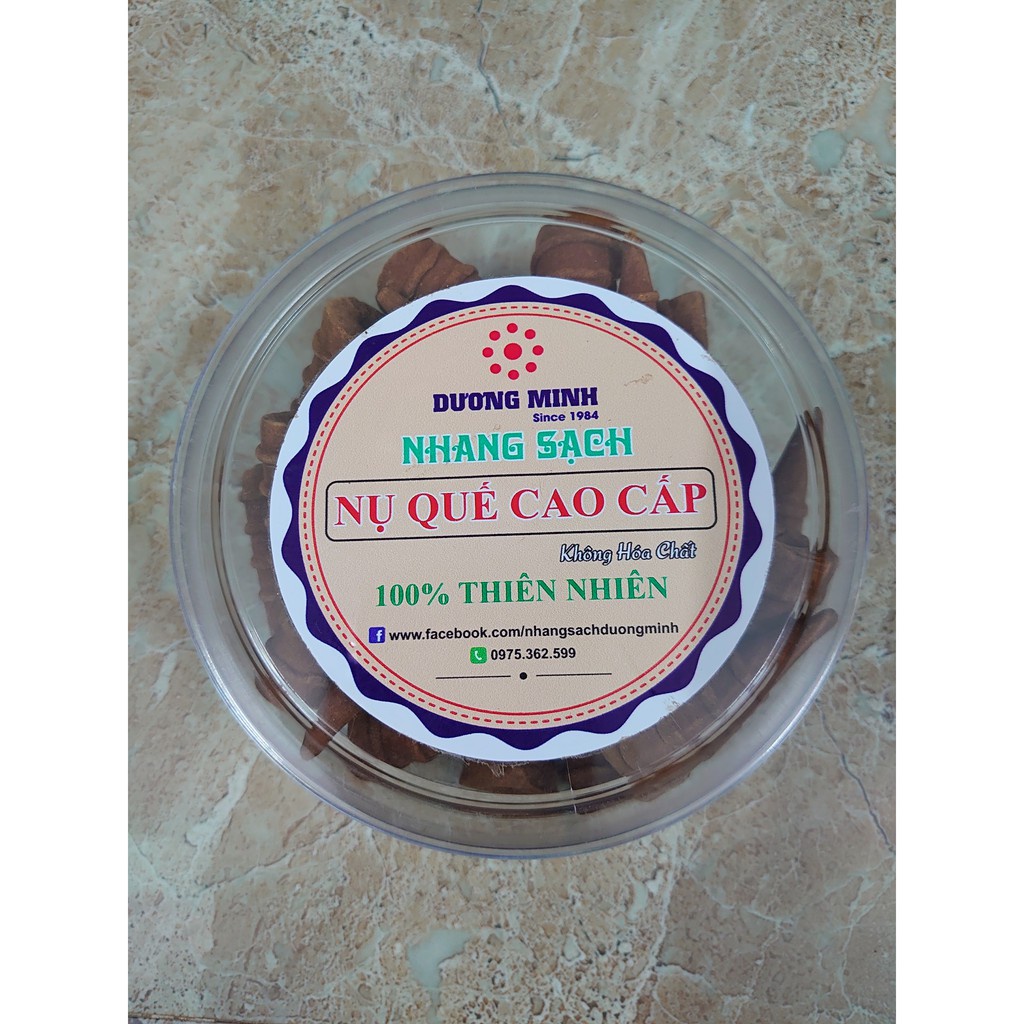 DƯƠNG MINH
Since 1984
NHANG SẠCH
NỤ QUẾ CAO CẤP
Không Hóa Chất
100% THIÊN NHIÊN
www.facebook.com/nhangsachduongminh
0975.362.599